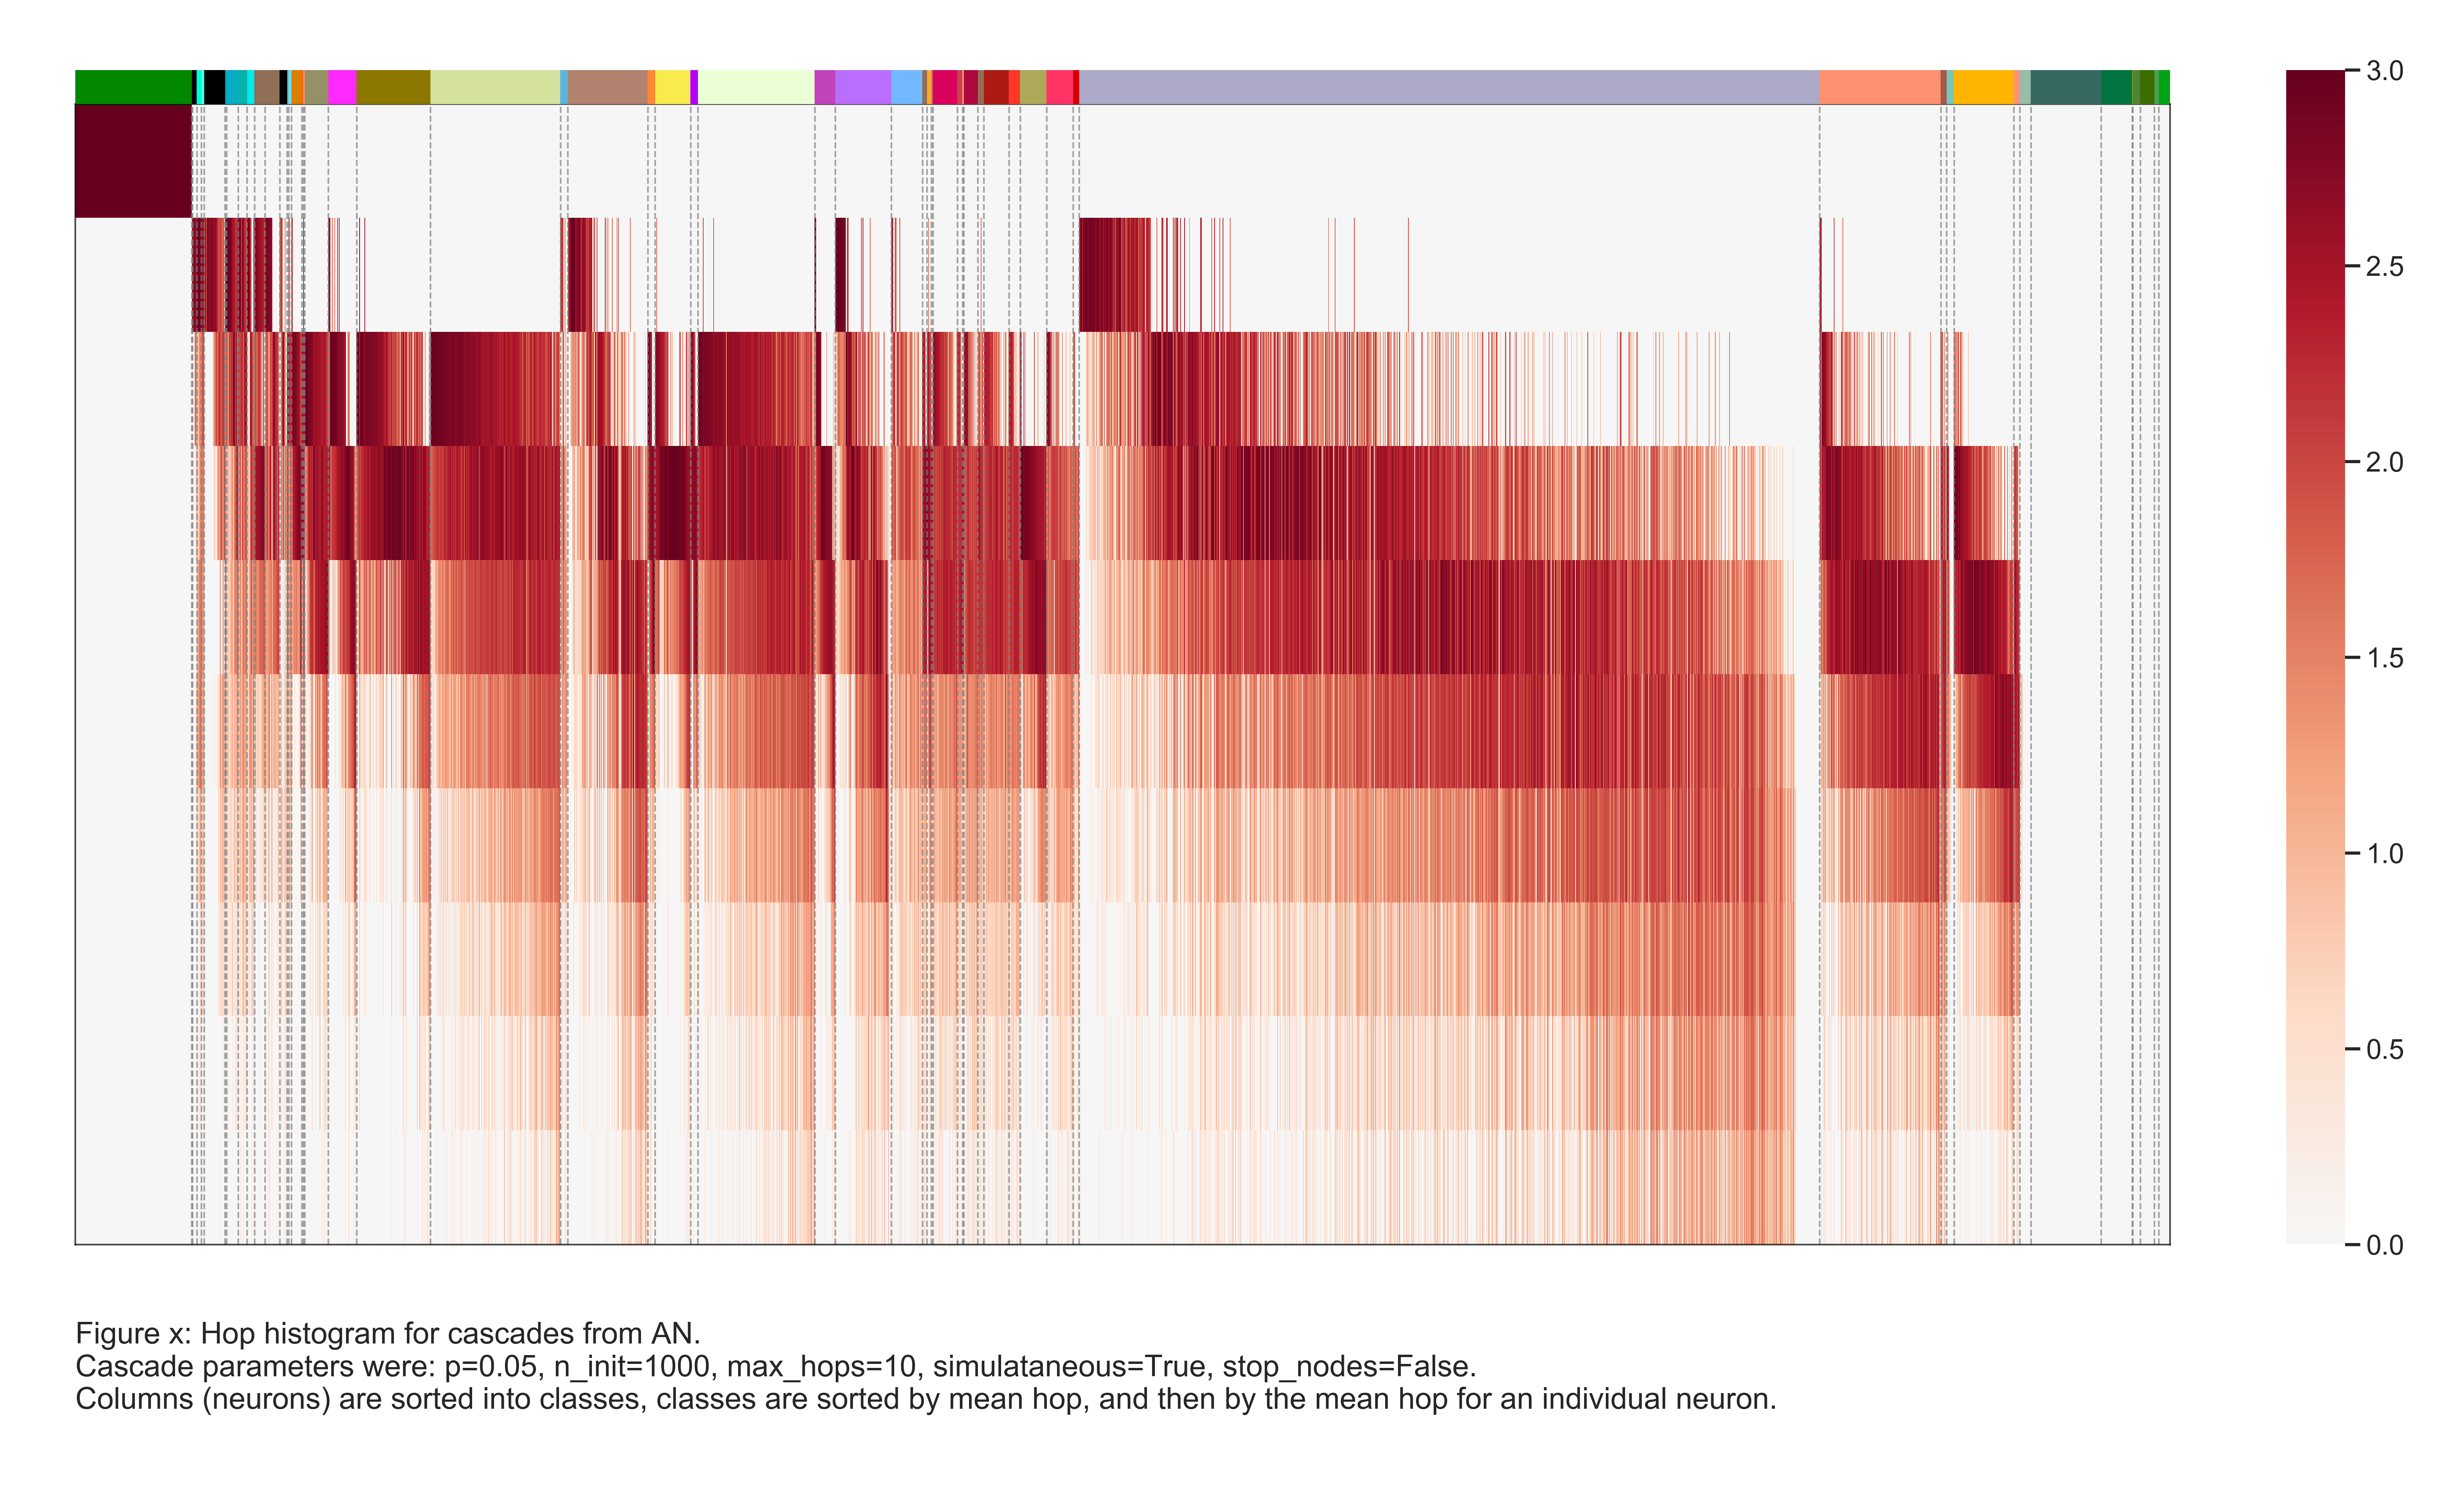 3.0
2.5
2.0
1.5
1.0
0.5
0.0
Figure x: Hop histogram for cascades from AN.
Cascade parameters were: p=0.05, n_init=1000, max_hops=10, simulataneous=True, stop_nodes=False.
Columns (neurons) are sorted into classes, classes are sorted by mean hop, and then by the mean hop for an individual neuron.